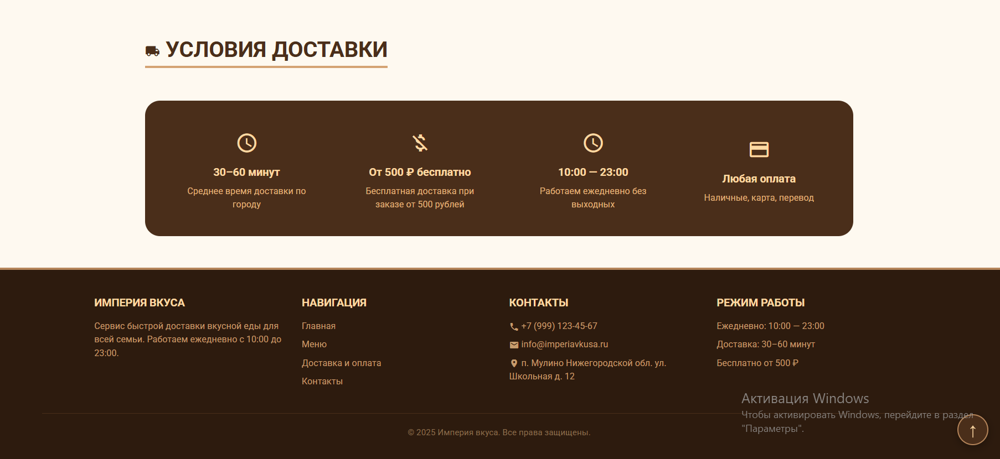 УСЛОВИЯ ДОСТАВКИ
30–60 минут
Среднее время доставки по
городу
От 500 ₽ бесплатно
Бесплатная доставка при
заказе от 500 рублей
10:00 — 23:00
Работаем ежедневно без
выходных
Любая оплата
Наличные, карта, перевод
ИМПЕРИЯ ВКУСА
Сервис быстрой доставки вкусной еды для
всей семьи. Работаем ежедневно с 10:00 до
23:00.
НАВИГАЦИЯ
Главная
Меню
Доставка и оплата
Контакты
КОНТАКТЫ
+7 (999) 123-45-67
info@imperiavkusa.ru
п. Мулино Нижегородской обл. ул.
Школьная д. 12
РЕЖИМ РАБОТЫ
Ежедневно: 10:00 — 23:00
Доставка: 30–60 минут
Бесплатно от 500 ₽
Активация Windows
Чтобы активировать Windows, перейдите в раздел
"Параметры".
© 2025 Империя вкуса. Все права защищены.